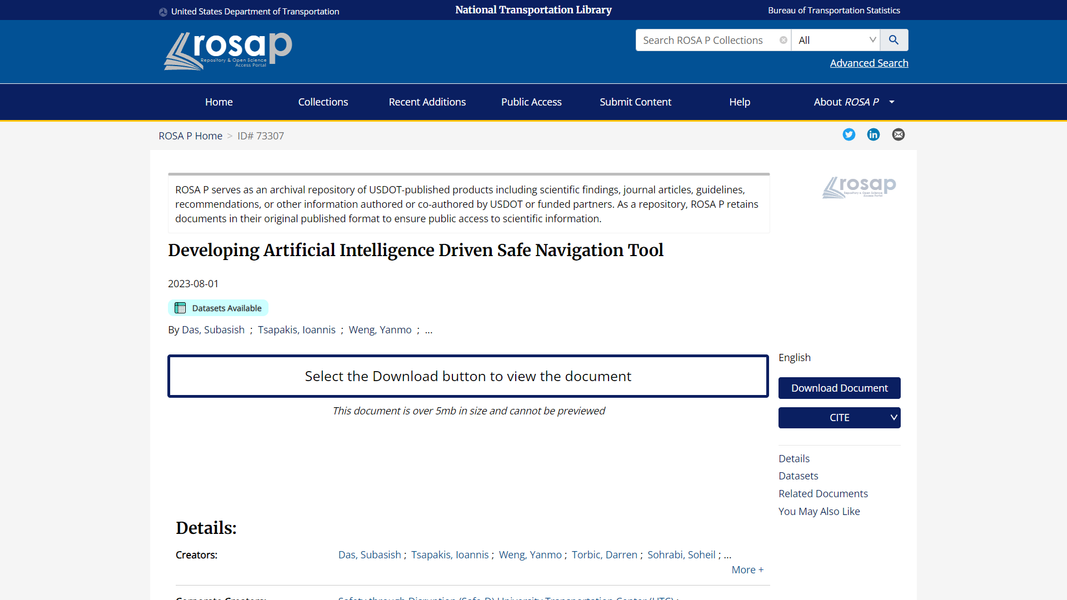 United States Department of Transportation
National Transportation Library
Bureau of Transportation Statistics
rosap
Repository & Open Science
Access Portal
Search ROSA P Collections
All
Advanced Search
Home
Collections
Recent Additions
Public Access
Submit Content
Help
About ROSA P
ROSA P Home > ID# 73307
ROSA P serves as an archival repository of USDOT-published products including scientific findings, journal articles, guidelines,
recommendations, or other information authored or co-authored by USDOT or funded partners. As a repository, ROSA P retains
documents in their original published format to ensure public access to scientific information.
rosap
Developing Artificial Intelligence Driven Safe Navigation Tool
2023-08-01
Datasets Available
By Das, Subasish ; Tsapakis, Ioannis ; Weng, Yanmo ; ...
Select the Download button to view the document
This document is over 5mb in size and cannot be previewed
English
Download Document
CITE
Details
Datasets
Related Documents
You May Also Like
Details:
Creators:
Das, Subasish ; Tsapakis, Ioannis ; Weng, Yanmo ; Torbic, Darren ; Sohrabi, Soheil ; ...
More +